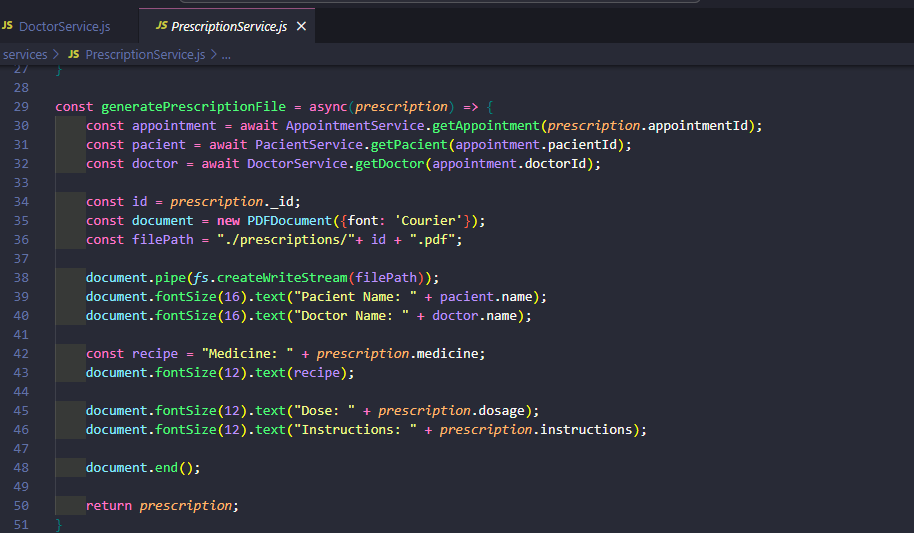 JS DoctorService.js JS PrescriptionService.js ×
services > JS PrescriptionService.js > ...
27 }
28
29 const generatePrescriptionFile = async(prescription) => {
30 const appointment = await AppointmentService.getAppointment(prescription.appointmentId);
31 const pacient = await PacientService.getPacient(appointment.pacientId);
32 const doctor = await DoctorService.getDoctor(appointment.doctorId);
33
34 const id = prescription._id;
35 const document = new PDFDocument({font: 'Courier'});
36 const filePath = "./prescriptions/"+ id + ".pdf";
37
38 document.pipe(fs.createWriteStream(filePath));
39 document.fontSize(16).text("Pacient Name: " + pacient.name);
40 document.fontSize(16).text("Doctor Name: " + doctor.name);
41
42 const recipe = "Medicine: " + prescription.medicine;
43 document.fontSize(12).text(recipe);
44
45 document.fontSize(12).text("Dose: " + prescription.dosage);
46 document.fontSize(12).text("Instructions: " + prescription.instructions);
47
48 document.end();
49
50 return prescription;
51 }